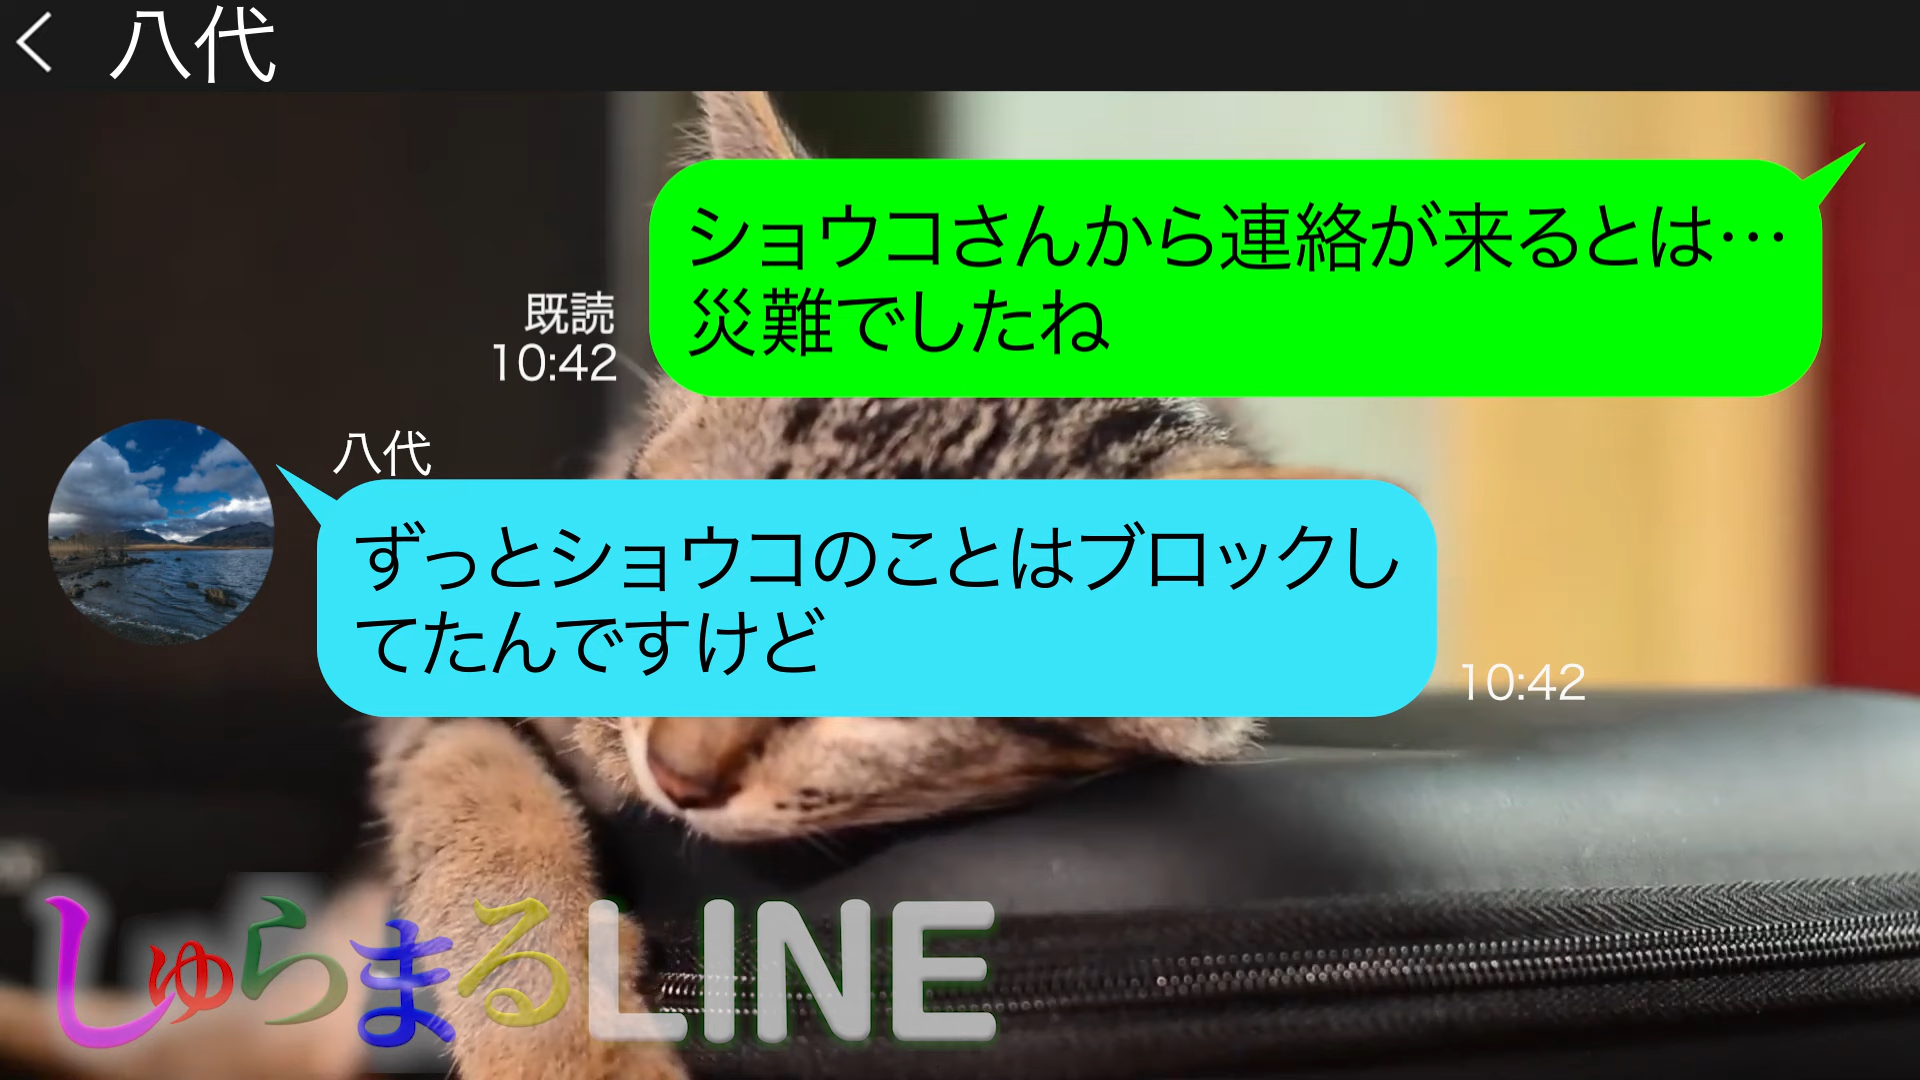 八代
ショウコさんから連絡が来るとは…
災難でしたね
既読
10:42
八代
ずっとショウコのことはブロックし
てたんですけど
10:42
しゅらまるLINE